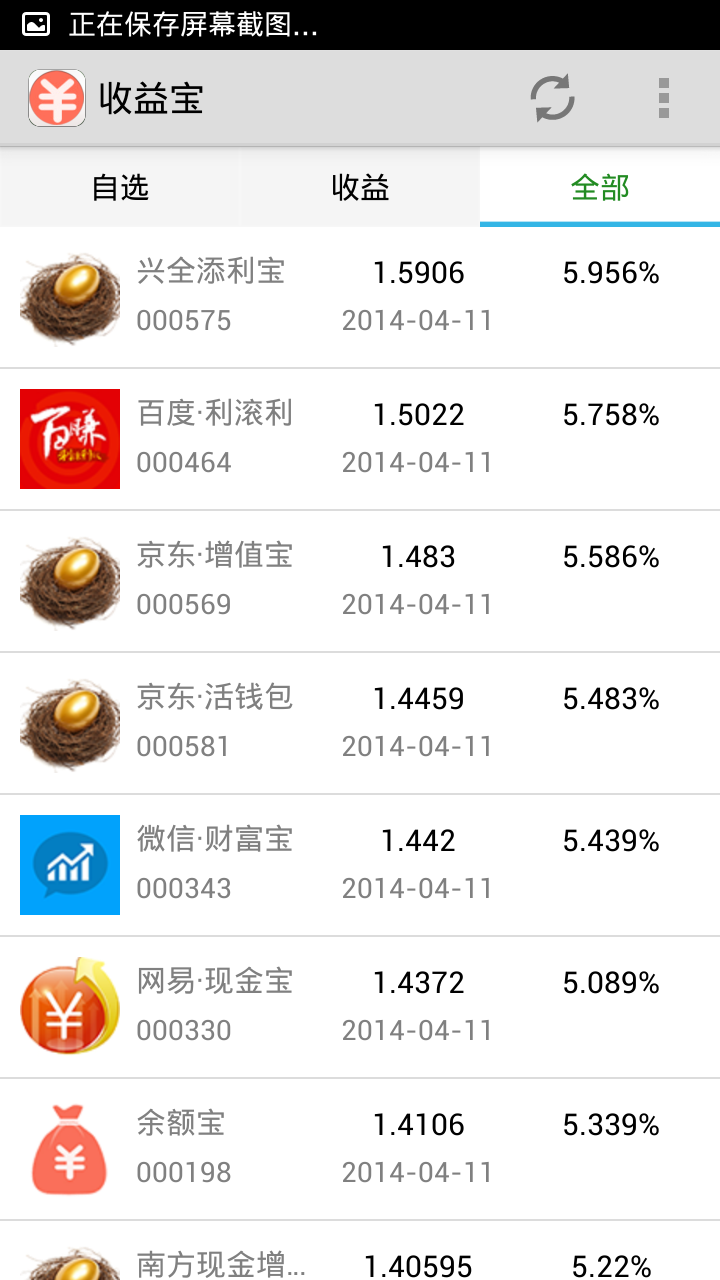 正在保存屏幕截图...
收益宝
自选 收益 全部
兴全添利宝 1.5906 5.956%
000575 2014-04-11
百赚
百度·利滚利 1.5022 5.758%
000464 2014-04-11
京东·增值宝 1.483 5.586%
000569 2014-04-11
京东·活钱包 1.4459 5.483%
000581 2014-04-11
微信·财富宝 1.442 5.439%
000343 2014-04-11
网易·现金宝 1.4372 5.089%
000330 2014-04-11
余额宝 1.4106 5.339%
000198 2014-04-11
南方现金增... 1.40595 5.22%